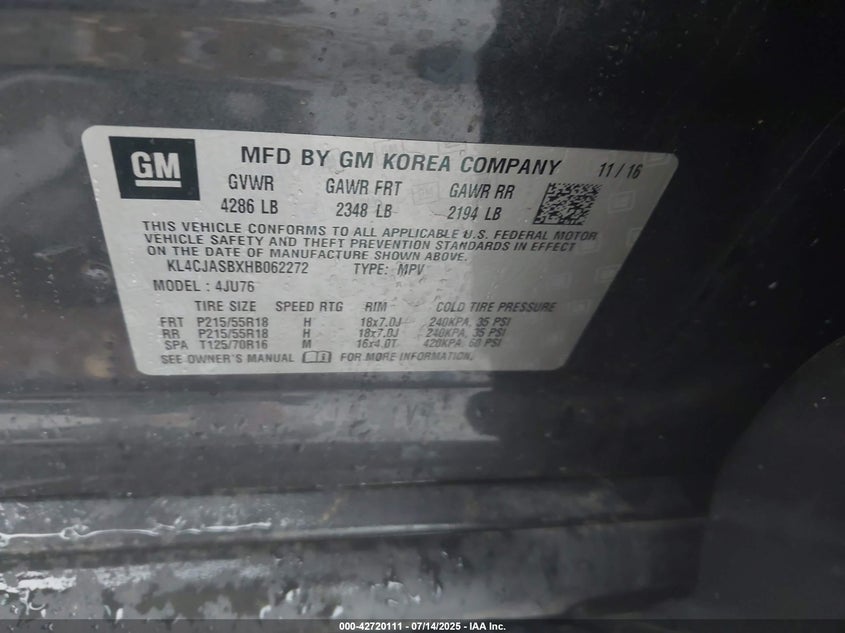 GM MFD BY GM KOREA COMPANY 11/16
GVWR GAWR FRT GAWR RR
4286 LB 2348 LB 2194 LB
THIS VEHICLE CONFORMS TO ALL APPLICABLE U.S. FEDERAL MOTOR
VEHICLE SAFETY AND THEFT PREVENTION STANDARDS IN EFFECT
ON THE DATE OF MANUFACTURE SHOWN ABOVE.
KL4CJASBXHB062272 TYPE: MPV
MODEL : 4JU76
TIRE SIZE SPEED RTG RIM COLD TIRE PRESSURE
FRT P215/55R18 H 18x7.0J 240KPA, 35 PSI
RR P215/55R18 H 18x7.0J 240KPA, 35 PSI
SPA T125/70R16 M 16x4.0T 420KPA, 60 PSI
SEE OWNER'S MANUAL FOR MORE INFORMATION.
000-42720111 - 07/14/2025 - IAA Inc.